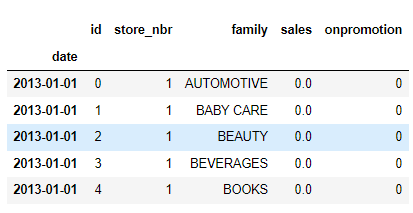 id store_nbr family sales onpromotion
date
2013-01-01 0 1 AUTOMOTIVE 0.0 0
2013-01-01 1 1 BABY CARE 0.0 0
2013-01-01 2 1 BEAUTY 0.0 0
2013-01-01 3 1 BEVERAGES 0.0 0
2013-01-01 4 1 BOOKS 0.0 0